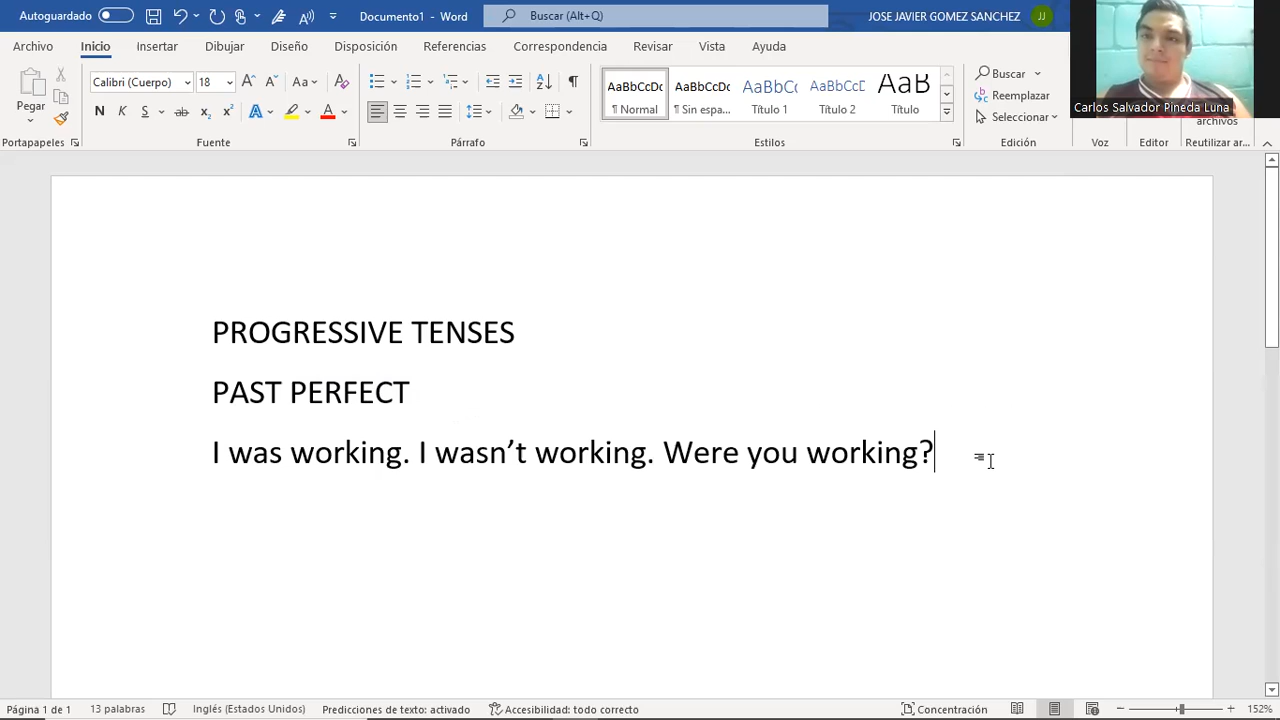 Autoguardado
Documento1 - Word
Buscar (Alt+Q)
JOSE JAVIER GOMEZ SANCHEZ
JJ
Archivo Inicio Insertar Dibujar Diseño Disposición Referencias Correspondencia Revisar Vista Ayuda
Pegar
Calibri (Cuerpo) 18
AaBbCcDc AaBbCcDc AaBbCc AaBbCcD AaB
¶ Normal ¶ Sin espa... Título 1 Título 2 Título
Buscar
Reemplazar
Seleccionar
Carlos Salvador Pineda Luna
archivos
Portapapeles Fuente Párrafo Estilos Edición Voz Editor Reutilizar ar...
PROGRESSIVE TENSES
PAST PERFECT
I was working. I wasn’t working. Were you working?
Página 1 de 1 13 palabras Inglés (Estados Unidos) Predicciones de texto: activado Accesibilidad: todo correcto Concentración 152%